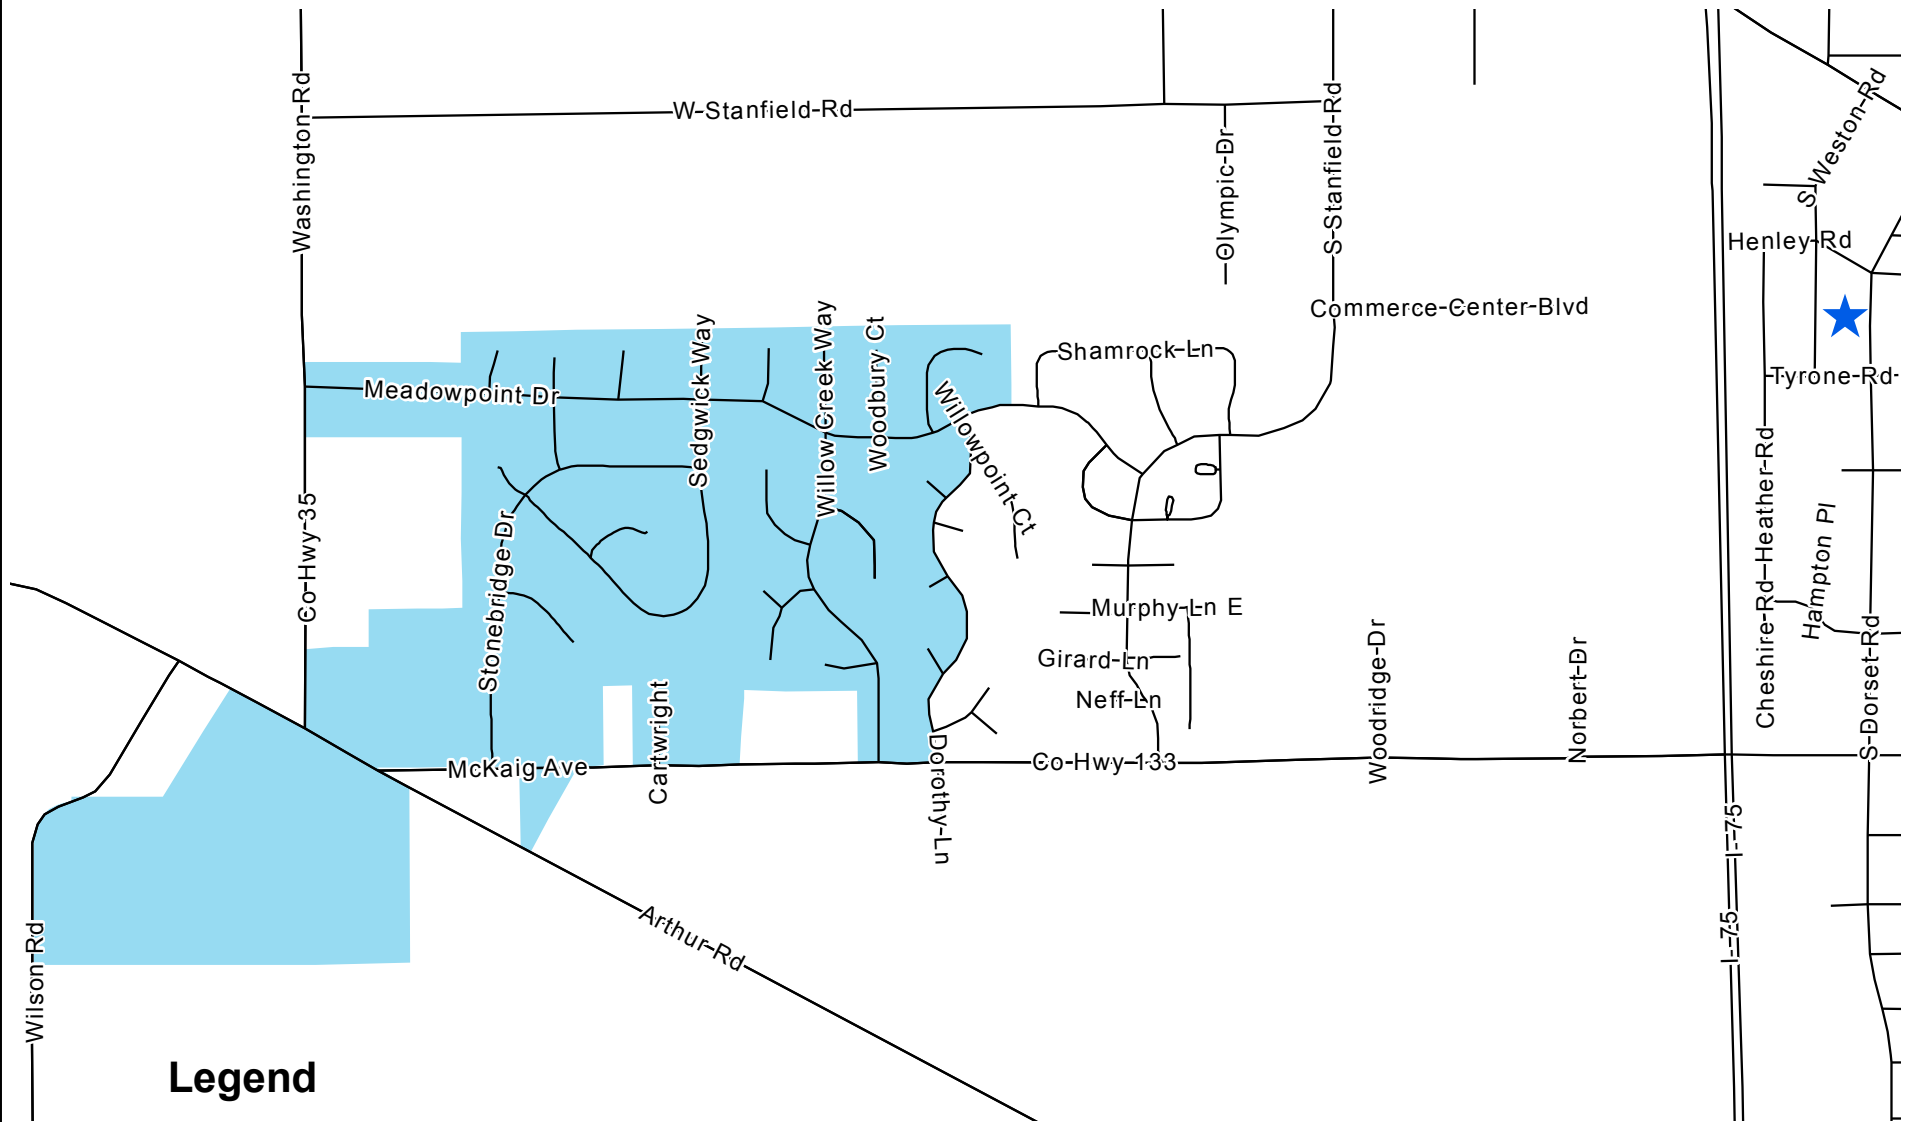 Washington-Rd
W-Stanfield-Rd
Olympic-Dr
S-Stanfield-Rd
S-Weston-Rd
Henley-Rd
Commerce-Center-Blvd
Shamrock-Ln
Tyrone-Rd
Meadowpoint Dr
Sedgwick-Way
Willow-Creek-Way
Woodbury Ct
Willowpoint-Ct
Co-Hwy-35
Stonebridge-Dr
Heather-Rd
Cheshire-Rd
Hampton Pl
Murphy-Ln E
Girard-Ln
Neff-Ln
Woodridge-Dr
Norbert-Dr
S-Dorset-Rd
McKaig-Ave
Cartwright
Dorothy-Ln
Co-Hwy-133
I-75
I-75
Arthur-Rd
Wilson-Rd
Legend